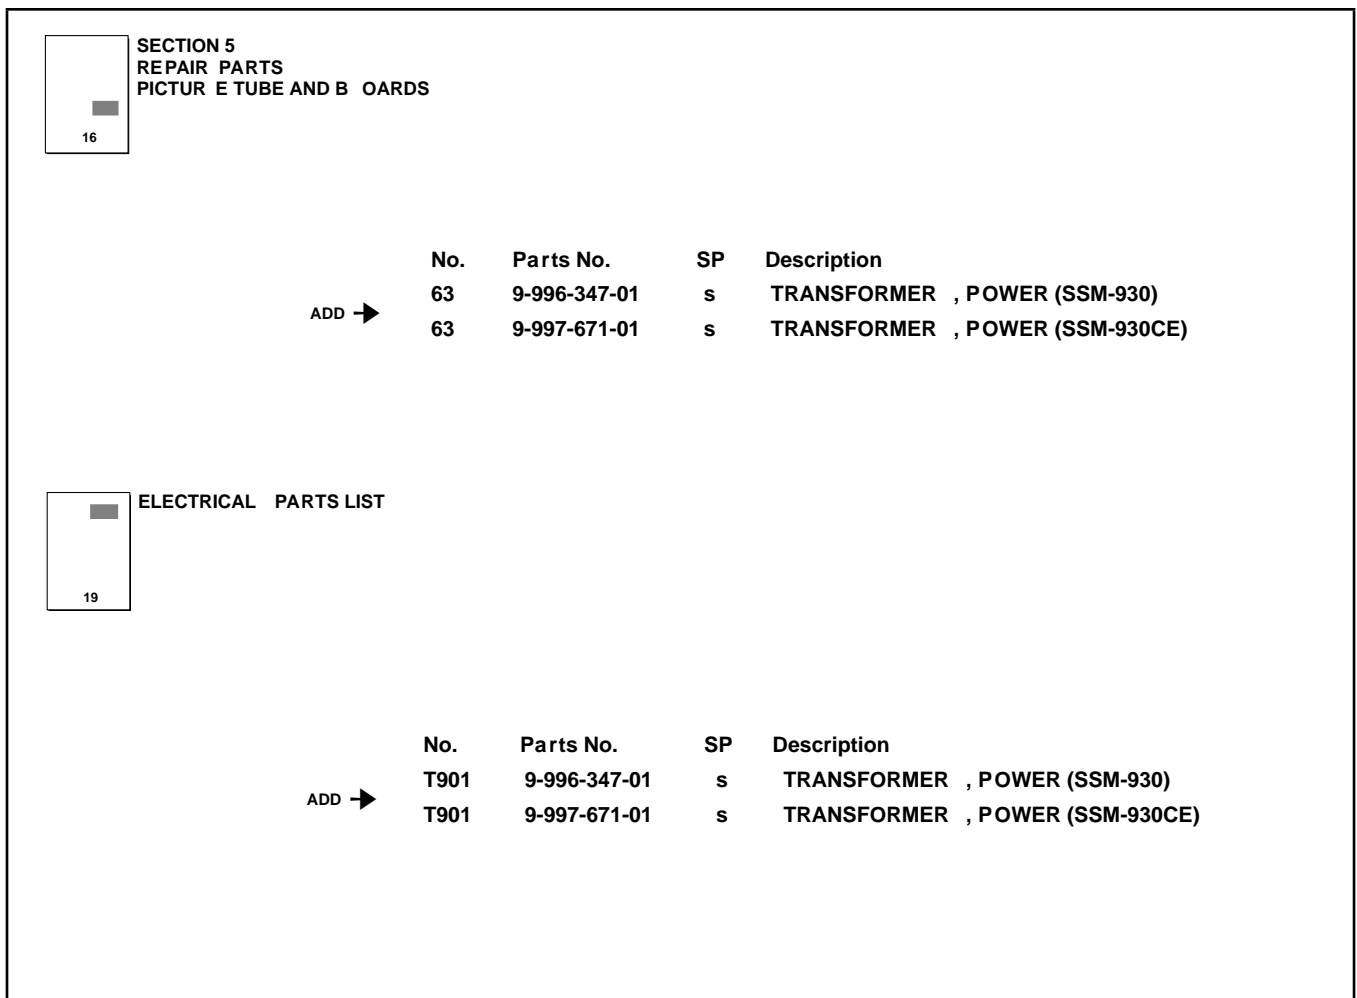 SECTION 5
REPAIR PARTS
PICTUR E TUBE AND B OARDS
16
No. Parts No. SP Description
63 9-996-347-01 s TRANSFORMER , POWER (SSM-930)
ADD
63 9-997-671-01 s TRANSFORMER , POWER (SSM-930CE)
ELECTRICAL PARTS LIST
19
No. Parts No. SP Description
T901 9-996-347-01 s TRANSFORMER , POWER (SSM-930)
ADD
T901 9-997-671-01 s TRANSFORMER , POWER (SSM-930CE)